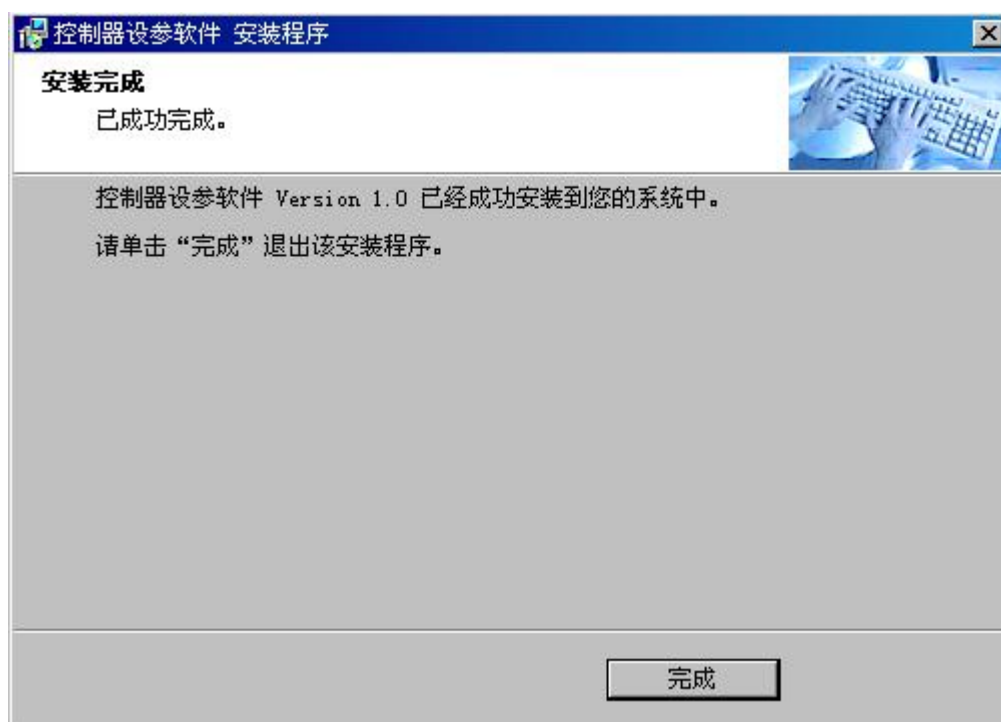 控制器设参软件 安装程序
安装完成
已成功完成。
控制器设参软件 Version 1.0 已经成功安装到您的系统中。
请单击“完成”退出该安装程序。
完成